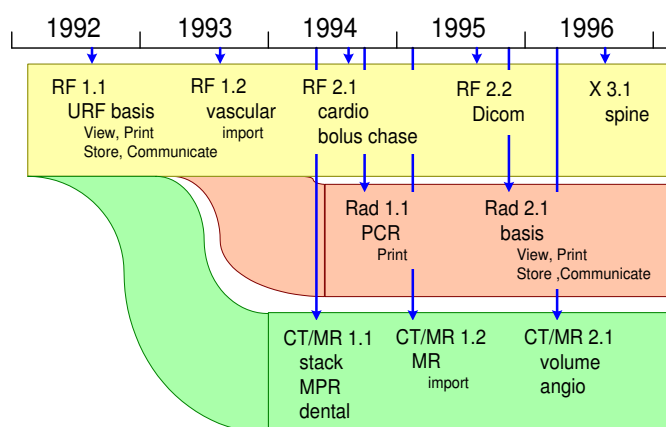 1992 1993 1994 1995 1996
RF 1.1
URF basis
View, Print
Store, Communicate
RF 1.2
vascular
import
RF 2.1
cardio
bolus chase
RF 2.2
Dicom
X 3.1
spine
Rad 1.1
PCR
Print
Rad 2.1
basis
View, Print
Store ,Communicate
CT/MR 1.1
stack
MPR
dental
CT/MR 1.2
MR
import
CT/MR 2.1
volume
angio